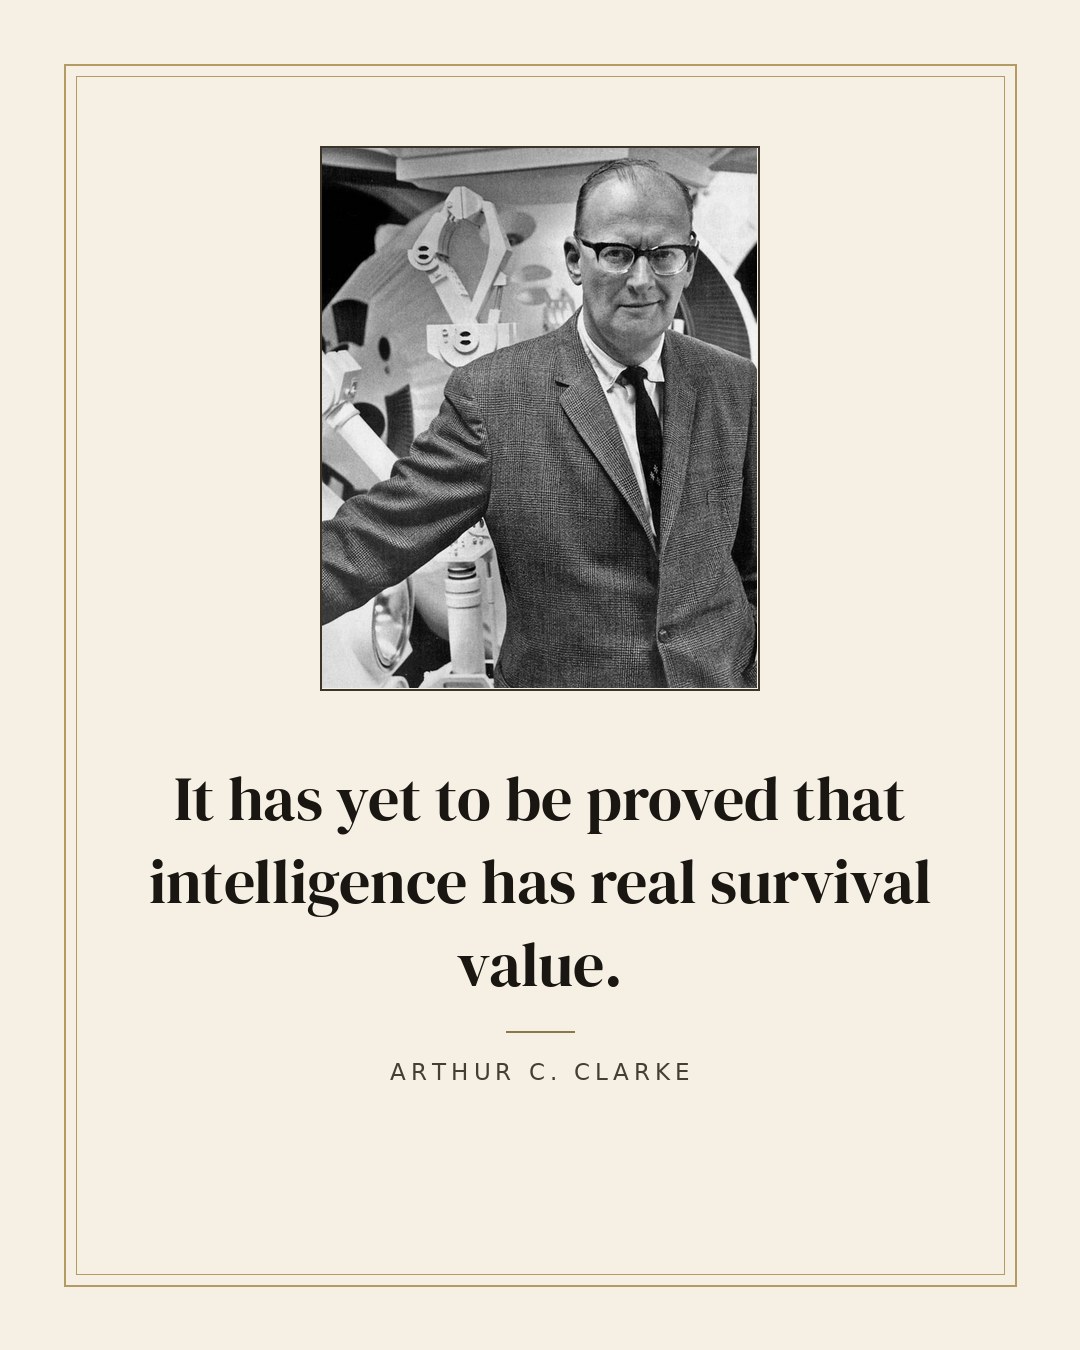 It has yet to be proved that
intelligence has real survival
value.
ARTHUR C. CLARKE